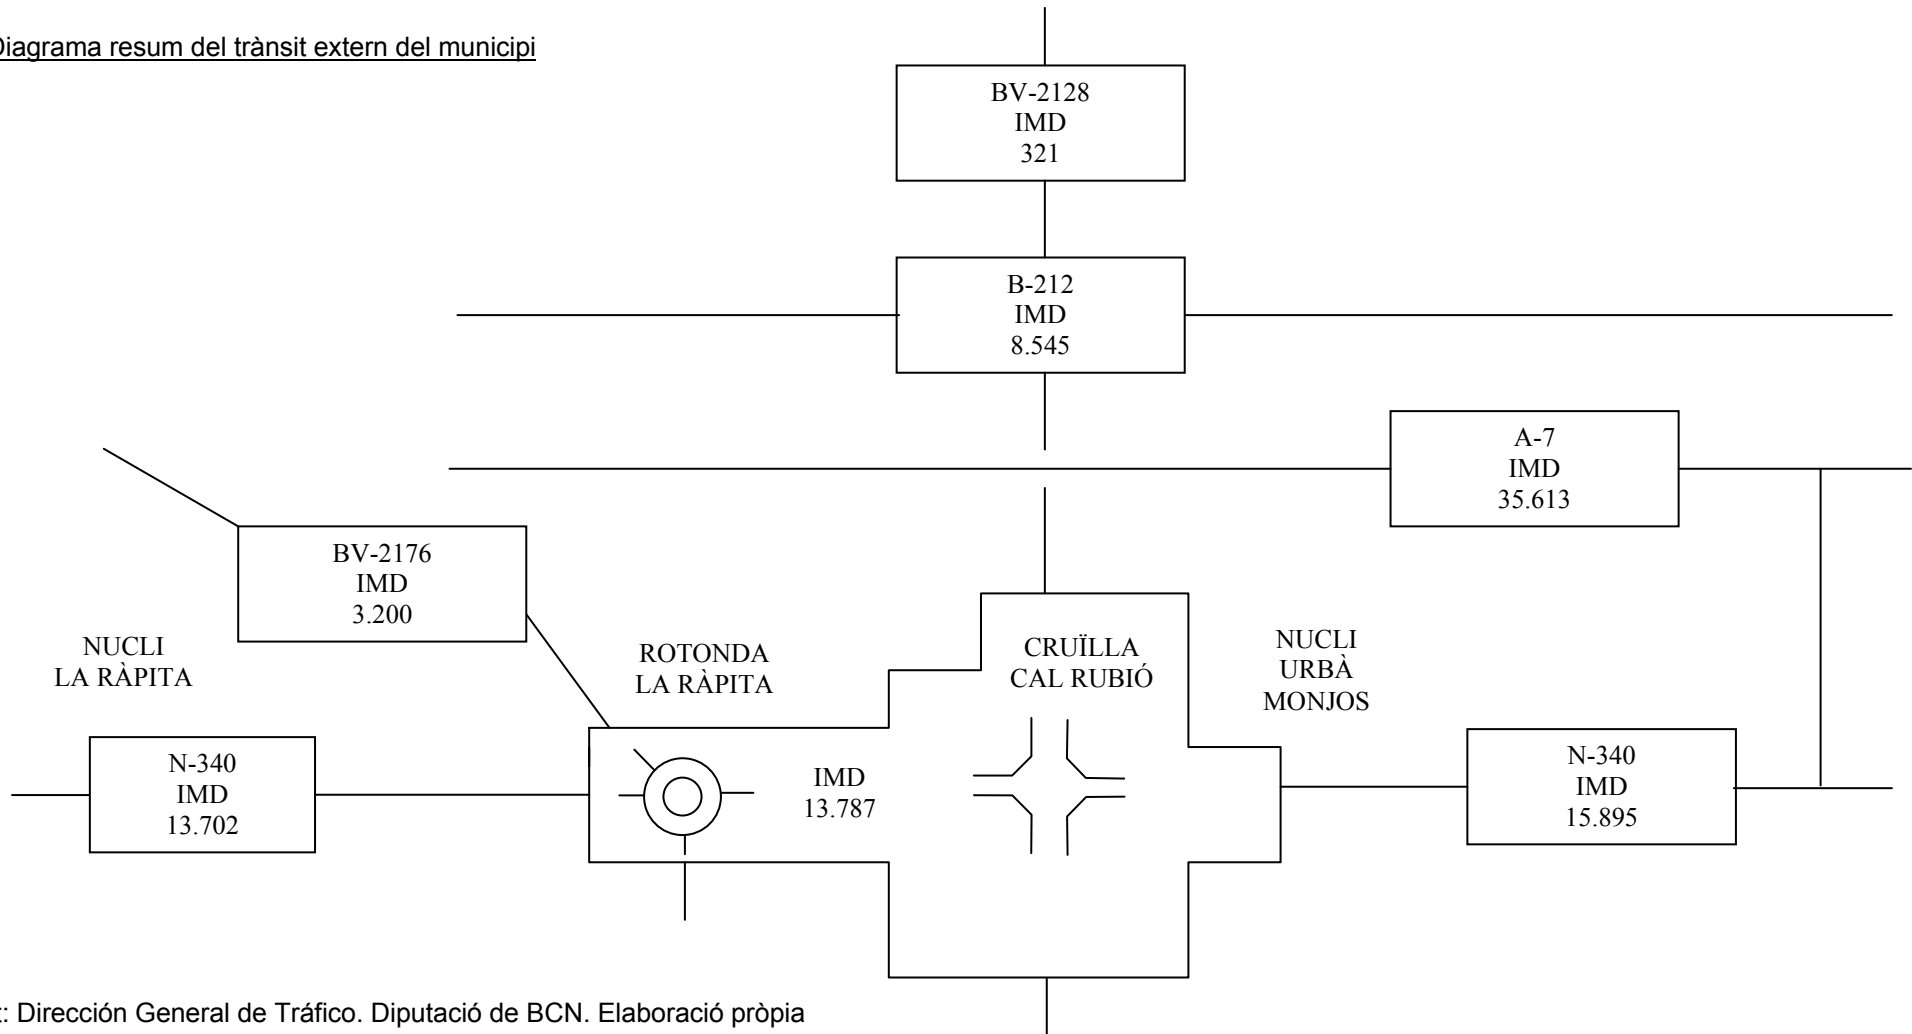 Diagrama resum del trànsit extern del municipi
BV-2128
IMD
321
B-212
IMD
8.545
A-7
IMD
35.613
BV-2176
IMD
3.200
NUCLI
LA RÀPITA
ROTONDA
LA RÀPITA
CRUÏLLA
CAL RUBIÓ
NUCLI
URBÀ
MONJOS
N-340
IMD
13.702
IMD
13.787
N-340
IMD
15.895
: Dirección General de Tráfico. Diputació de BCN. Elaboració pròpia